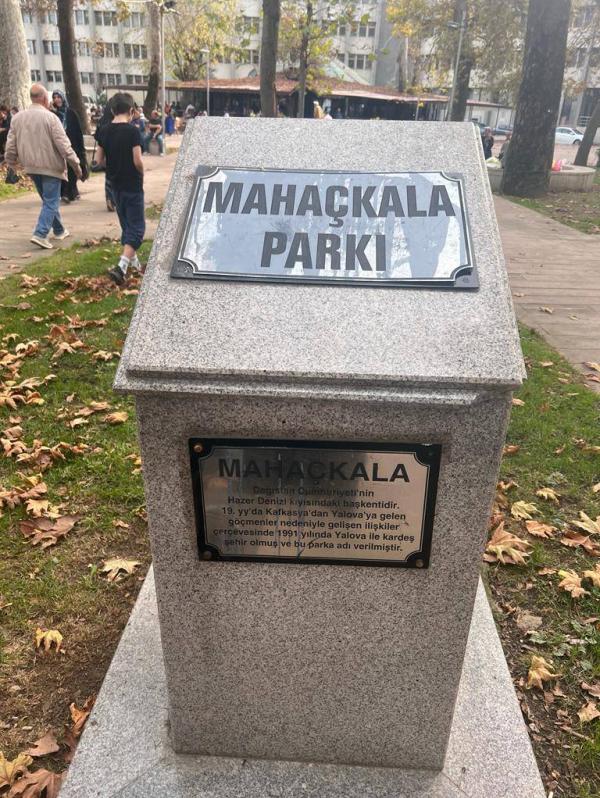 MAHAÇKALA
PARKI
MAHAÇKALA
Dağıstan Cumhuriyeti'nin
Hazer Denizi kıyısındaki başkentidir.
19. yy'da Kafkasya'dan Yalova'ya gelen
göçmenler nedeniyle gelişen ilişkiler
çerçevesinde 1991 yılında Yalova ile kardeş
şehir olmuş ve bu parka adı verilmiştir.